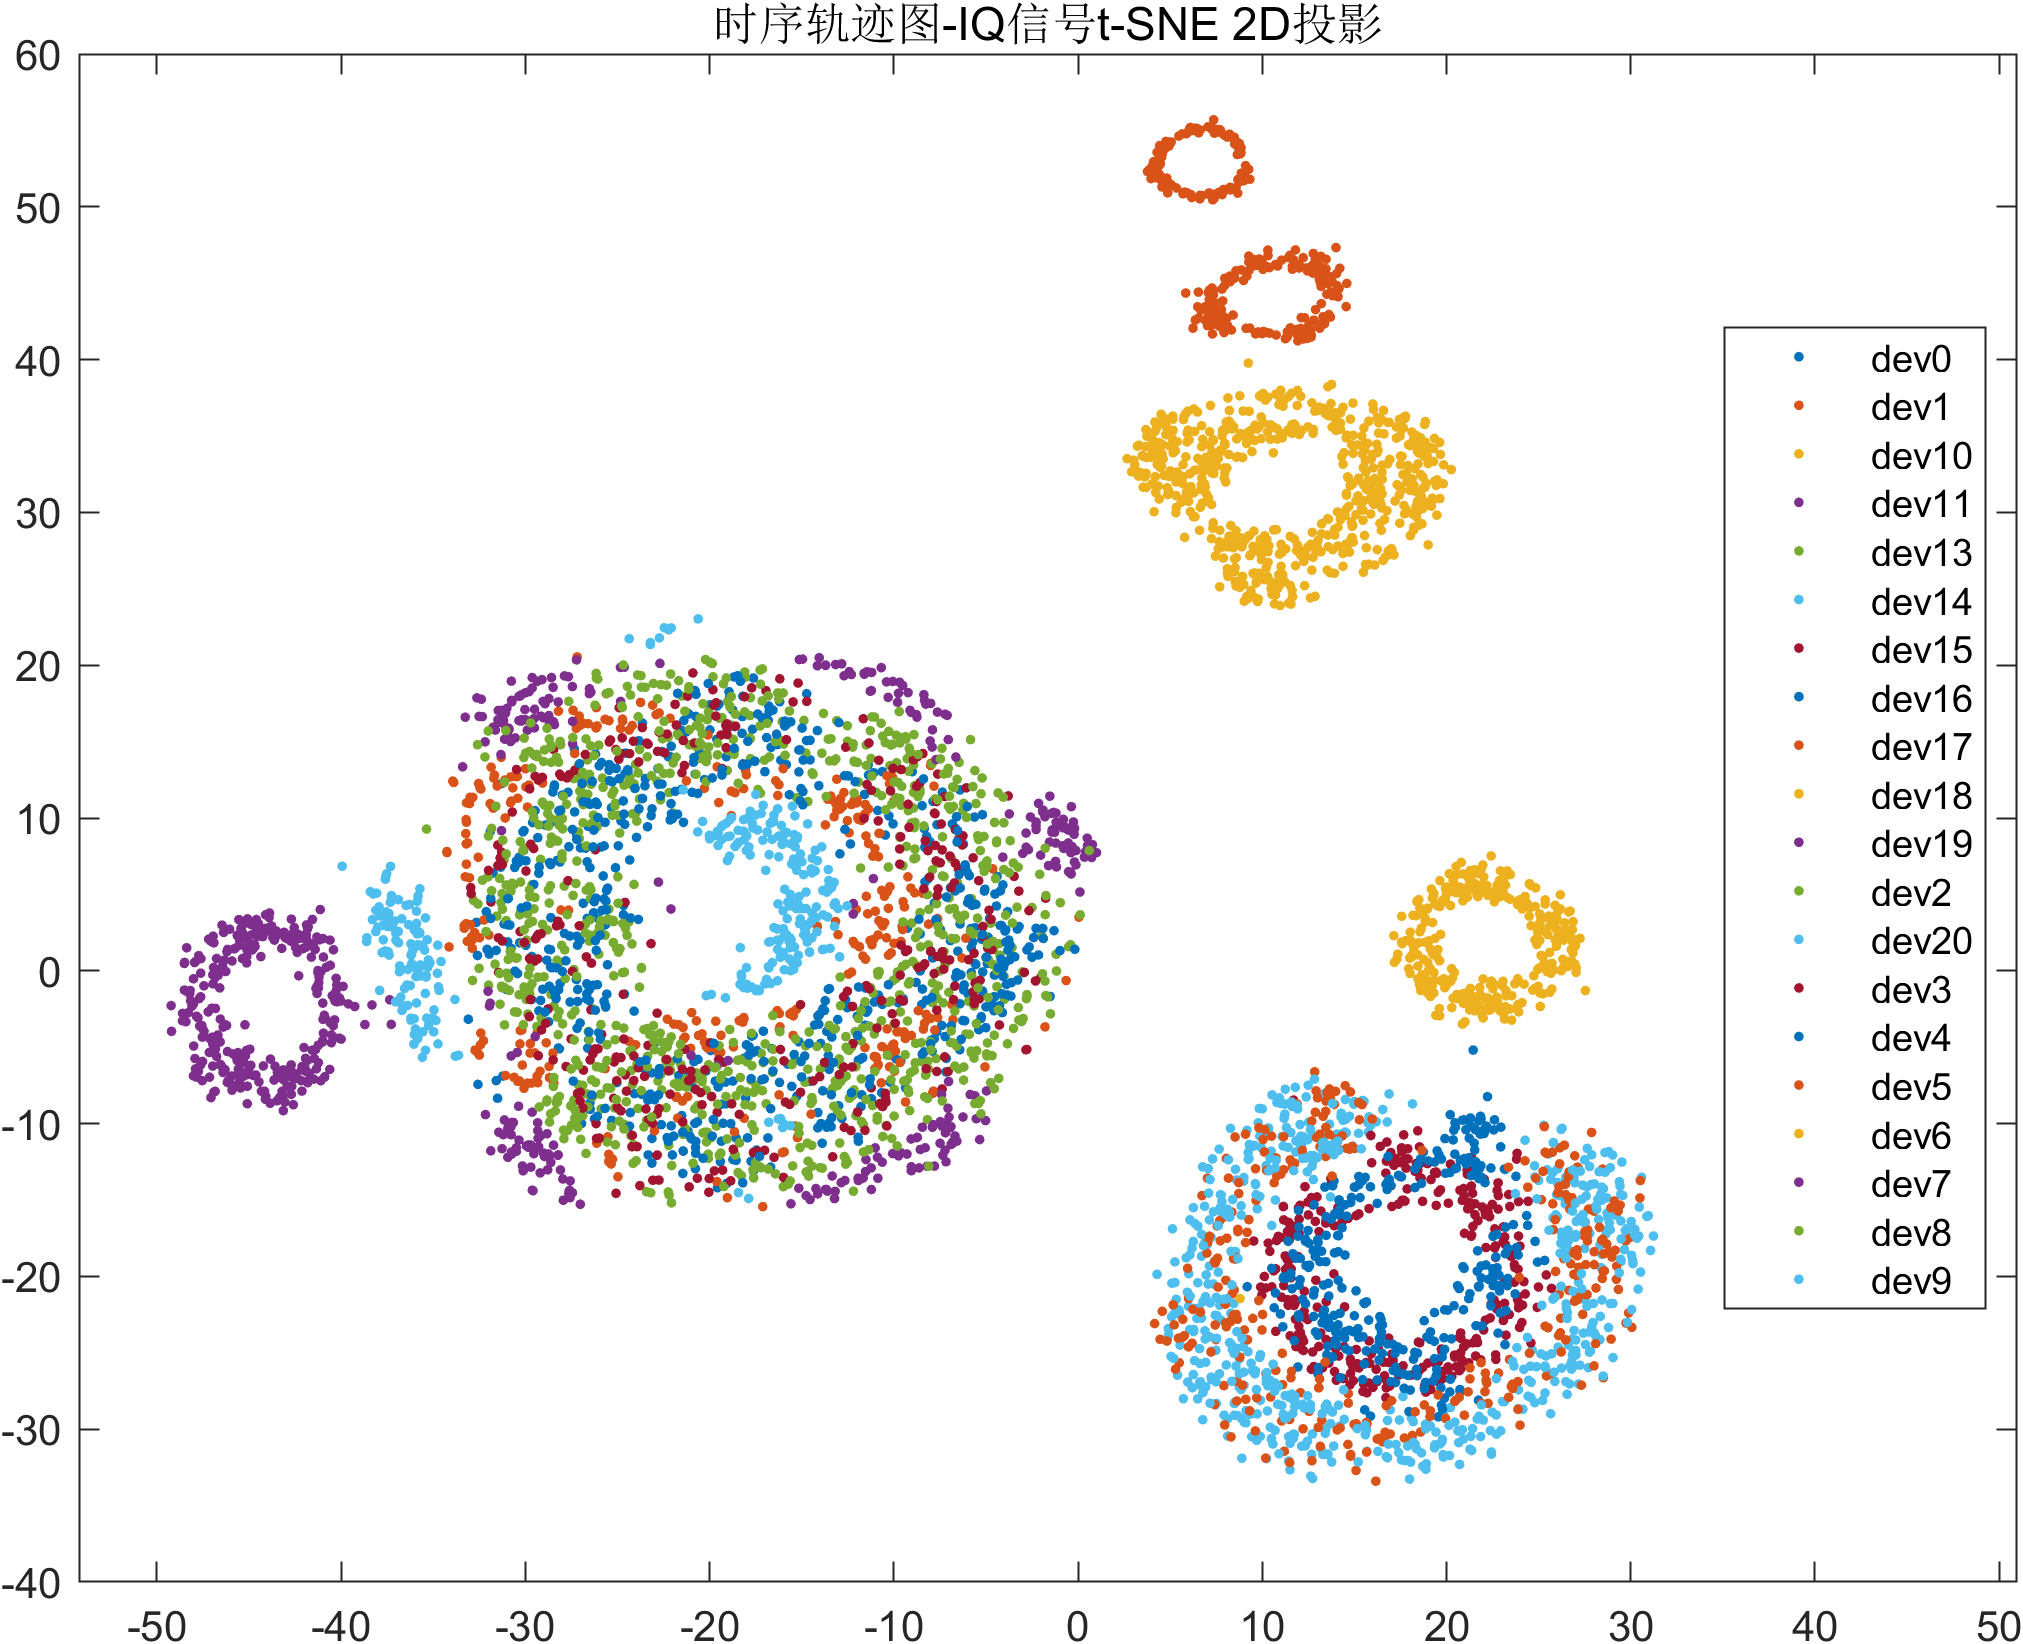 时序轨迹图-IQ信号t-SNE 2D投影
60
50
40
30
20
10
0
-10
-20
-30
-40
-50
-40
-30
-20
-10
0
10
20
30
40
50
dev0
dev1
dev10
dev11
dev13
dev14
dev15
dev16
dev17
dev18
dev19
dev2
dev20
dev3
dev4
dev5
dev6
dev7
dev8
dev9